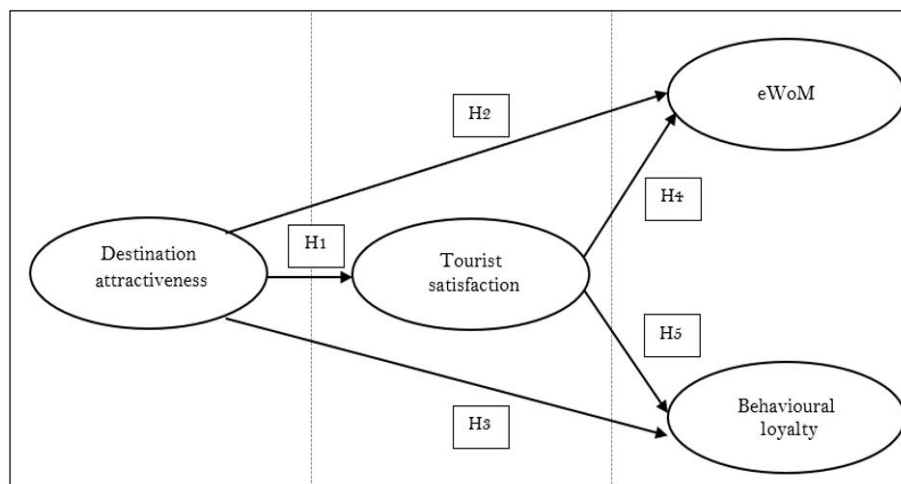 eWoM
H2
H4
H1
Destination
attractiveness
Tourist
satisfaction
H5
Behavioural
loyalty
H3